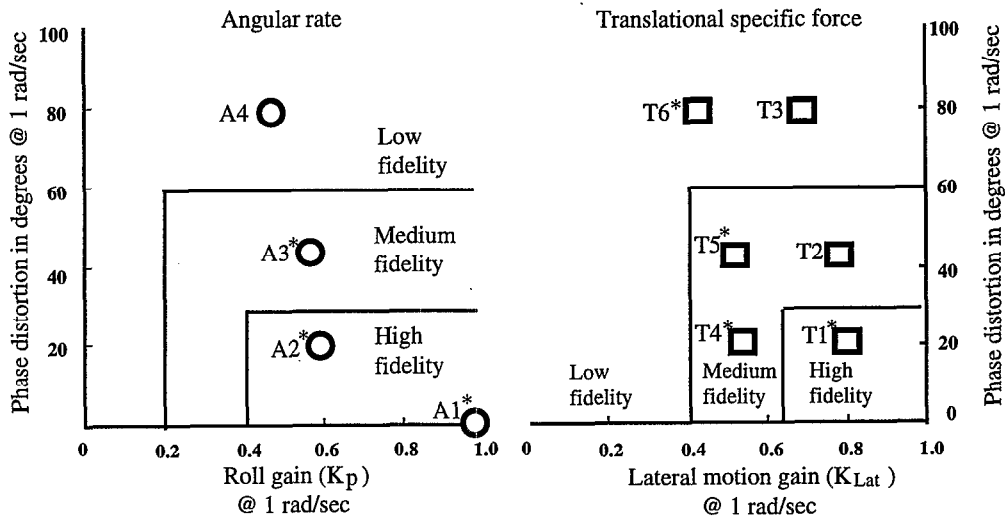 Angular rate
Phase distortion in degrees @ 1 rad/sec
100
80
60
40
20
0
0.2
0.4
0.6
0.8
1.0
A4
A3*
A2*
A1*
Low
fidelity
Medium
fidelity
High
fidelity
Roll gain (Kp)
@ 1 rad/sec
Translational specific force
Phase distortion in degrees @ 1 rad/sec
100
80
60
40
20
0
0
0.2
0.4
0.6
0.8
1.0
T6*
T3
T5*
T2
T4*
T1*
Low
fidelity
Medium
fidelity
High
fidelity
Lateral motion gain (KLat)
@ 1 rad/sec